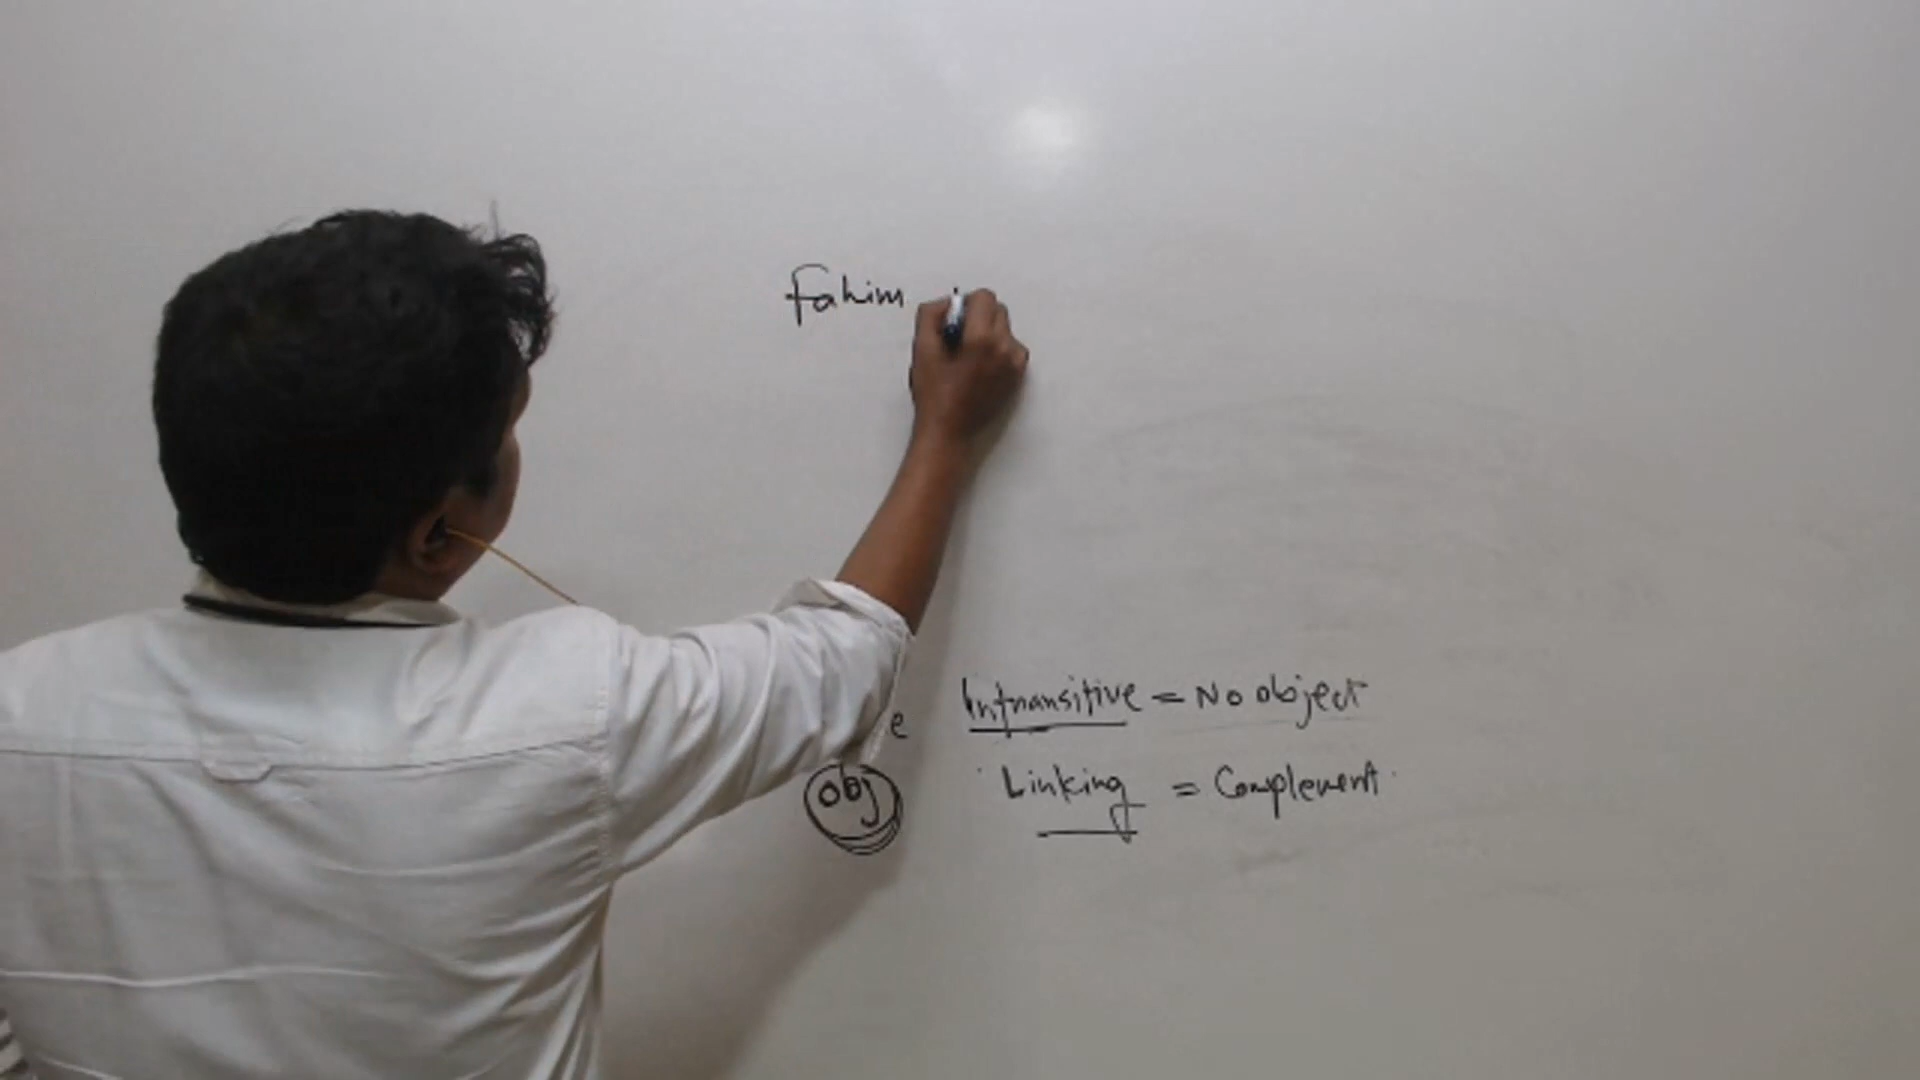 Fahim
e Intransitive = No object
Linking = Complement
obj